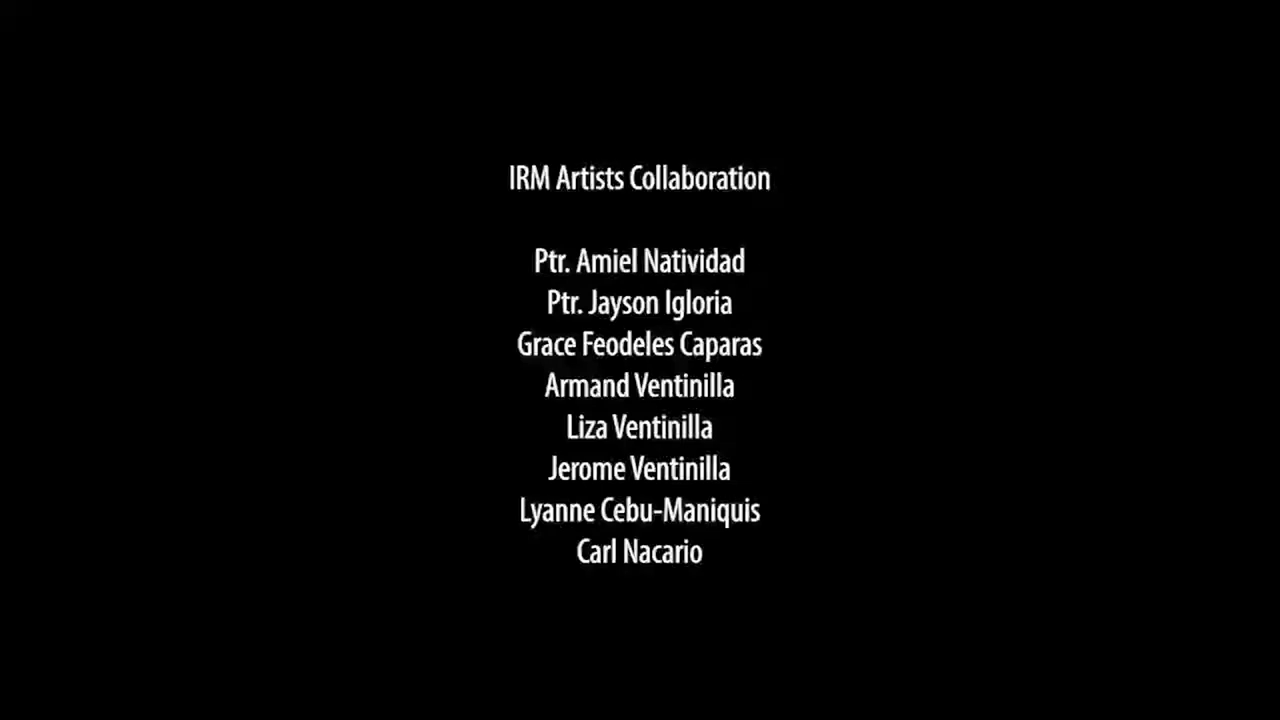 IRM Artists Collaboration
Ptr. Amiel Natividad
Ptr. Jayson Igloria
Grace Feodeles Caparas
Armand Ventinilla
Liza Ventinilla
Jerome Ventinilla
Lyanne Cebu-Maniquis
Carl Nacario